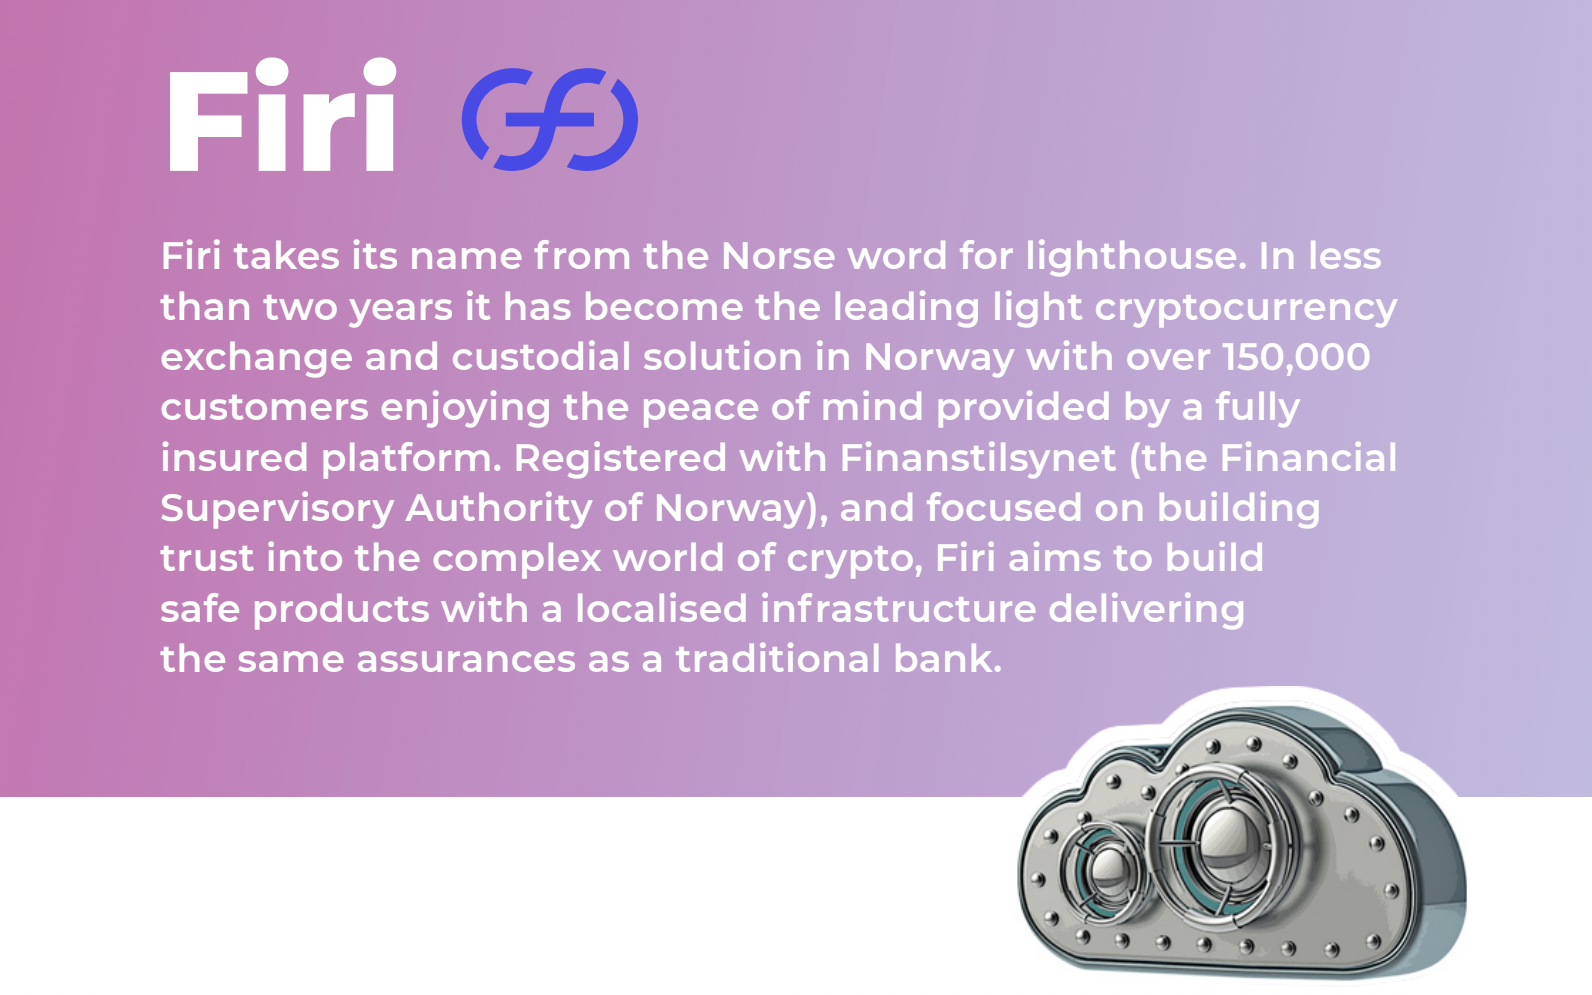 Firi
Firi takes its name from the Norse word for lighthouse. In less
than two years it has become the leading light cryptocurrency
exchange and custodial solution in Norway with over 150,000
customers enjoying the peace of mind provided by a fully
insured platform. Registered with Finanstilsynet (the Financial
Supervisory Authority of Norway), and focused on building
trust into the complex world of crypto, Firi aims to build
safe products with a localised infrastructure delivering
the same assurances as a traditional bank.